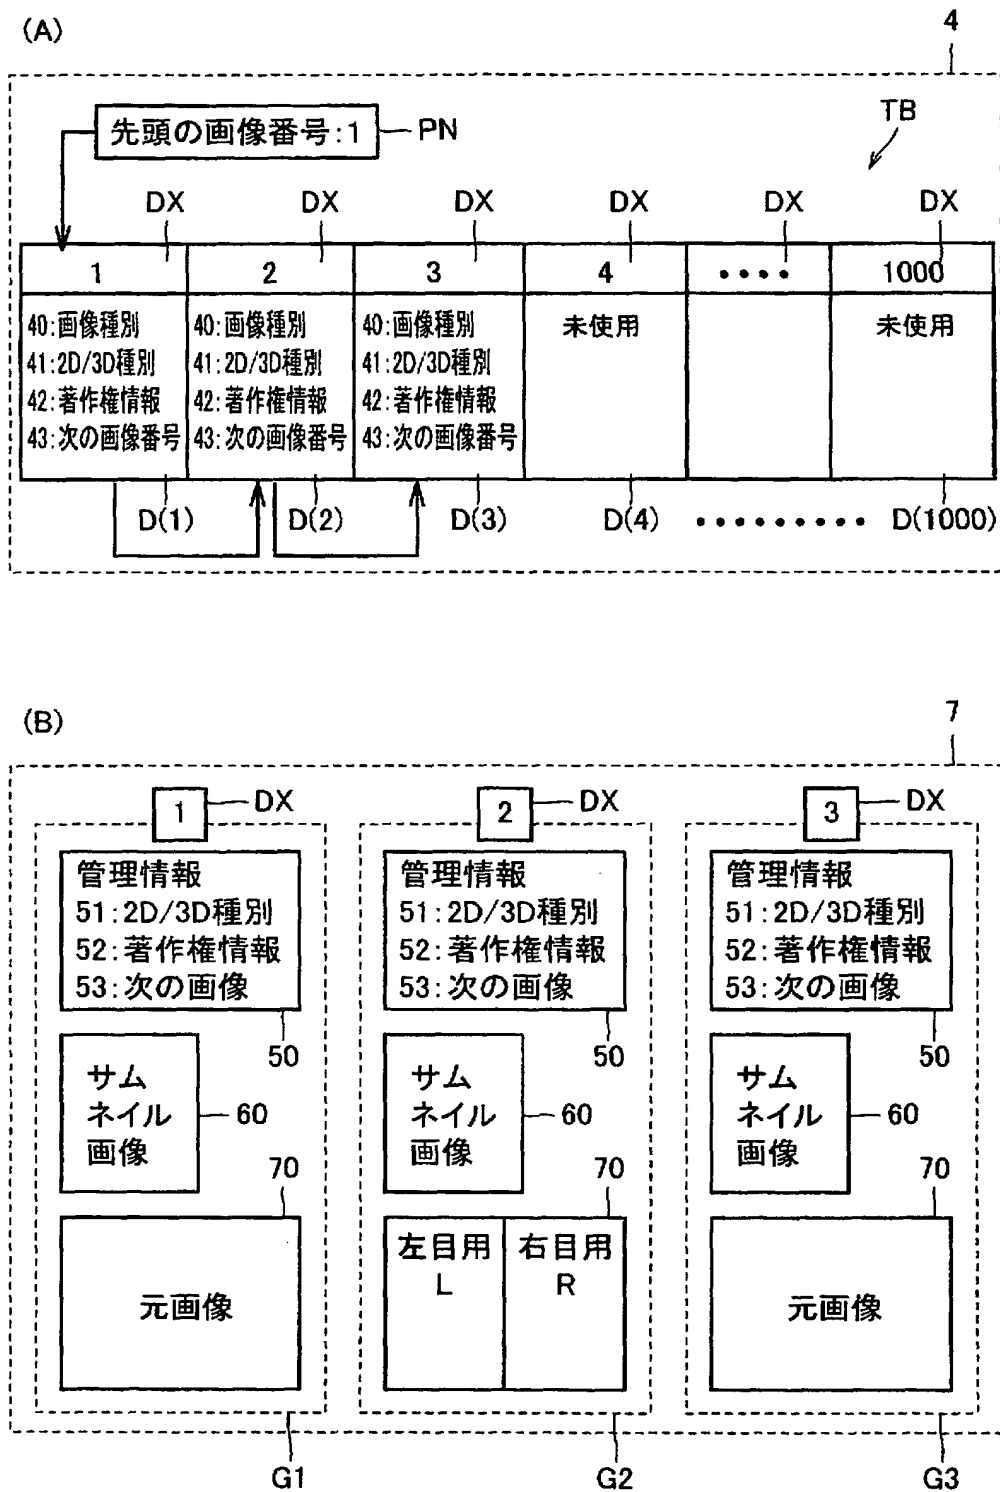 (A)
4
先頭の画像番号:1
PN
TB
DX DX DX DX DX DX
1 2 3 4 ・・・・ 1000
40:画像種別 40:画像種別 40:画像種別 未使用 未使用
41:2D/3D種別 41:2D/3D種別 41:2D/3D種別
42:著作権情報 42:著作権情報 42:著作権情報
43:次の画像番号 43:次の画像番号 43:次の画像番号
D(1) D(2) D(3) D(4) ・・・・・・・・・ D(1000)
(B)
7
1 DX 2 DX 3 DX
管理情報 管理情報 管理情報
51:2D/3D種別 51:2D/3D種別 51:2D/3D種別
52:著作権情報 52:著作権情報 52:著作権情報
53:次の画像 53:次の画像 53:次の画像
50 50 50
サム サム サム
ネイル ネイル ネイル
画像 画像 画像
60 60 60
70 70 70
元画像 左目用 右目用 元画像
L R
G1 G2 G3